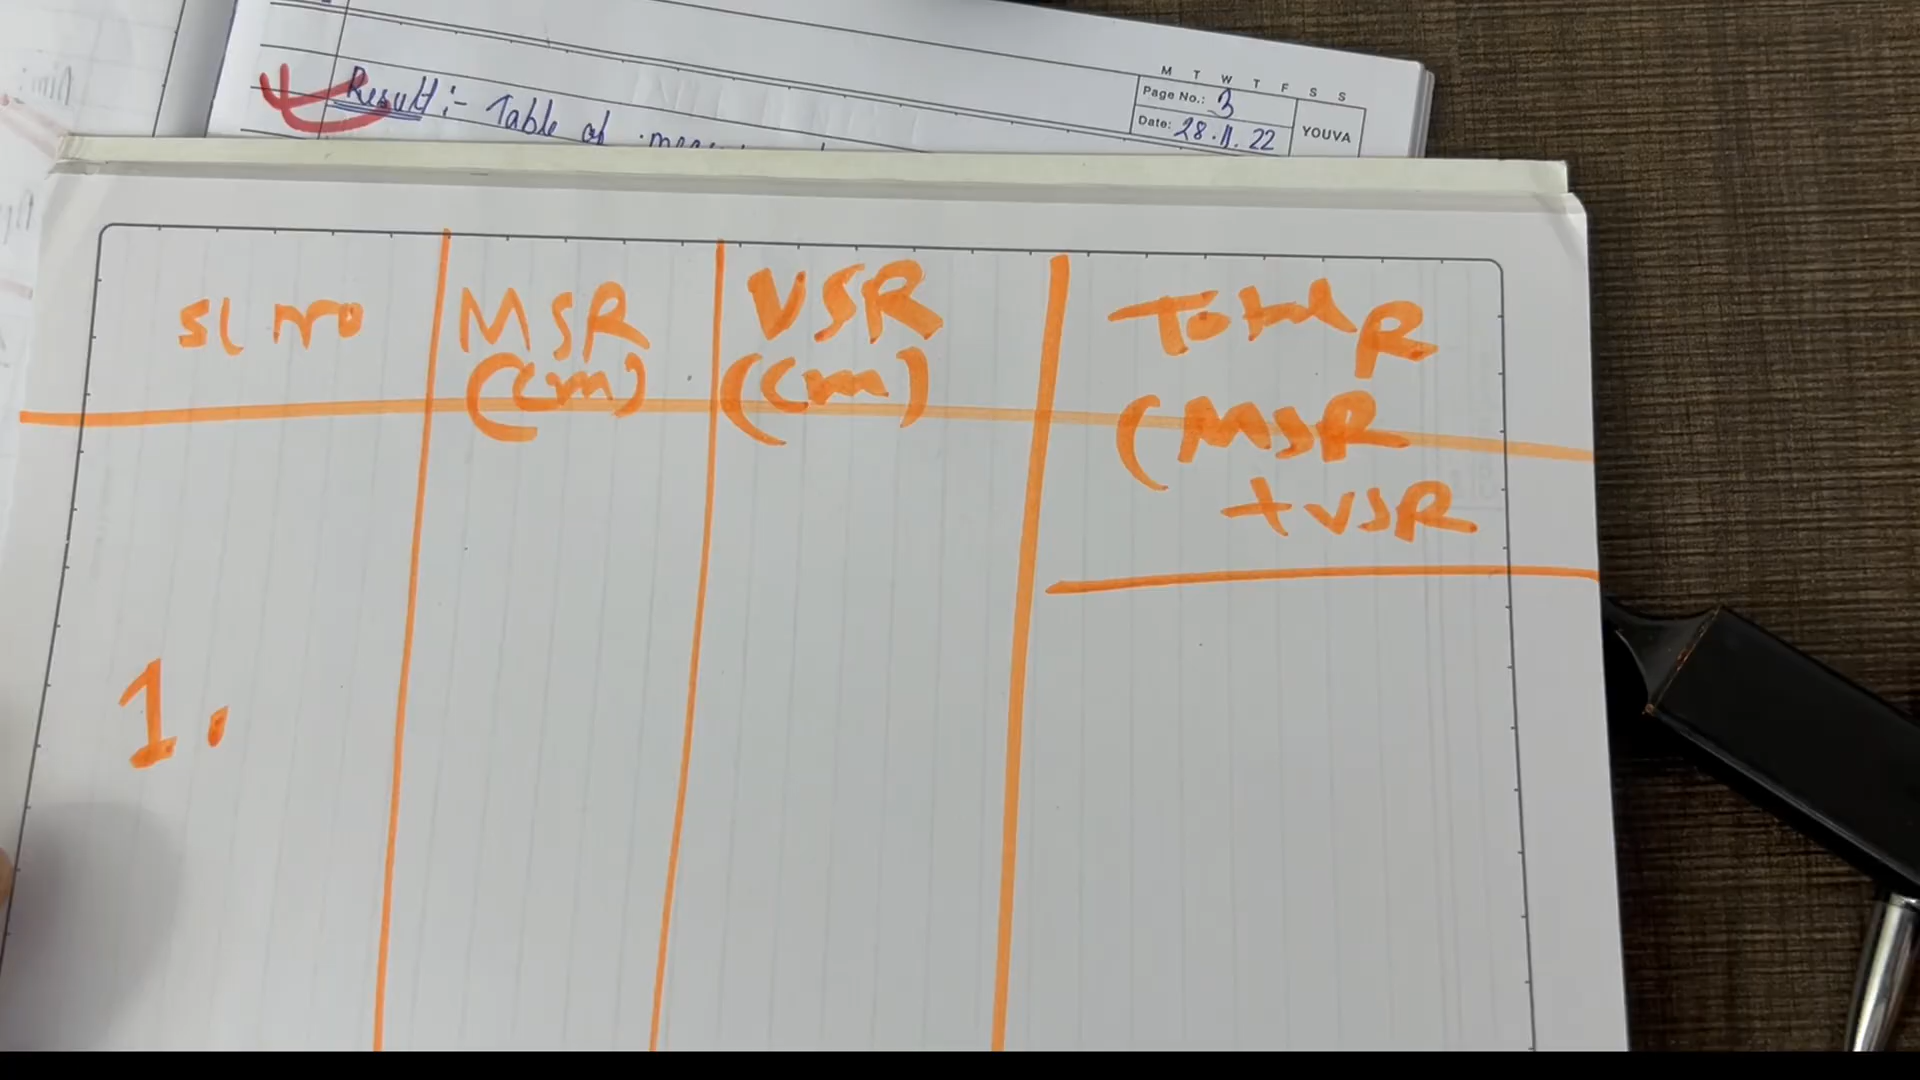 M T W T F S S
Page No.: 3
Date: 28.11.22
YOUVA
Result :- Table of
Sl no
MSR
(cm)
VSR
(cm)
Total R
(MSR
+ VSR
1.